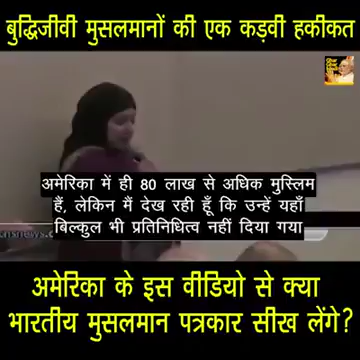 बुद्धिजीवी मुसलमानों की एक कड़वी हकीकत
अमेरिका में ही 80 लाख से अधिक मुस्लिम
हैं, लेकिन मैं देख रही हूँ कि उन्हें यहाँ
बिल्कुल भी प्रतिनिधित्व नहीं दिया गया
अमेरिका के इस वीडियो से क्या
भारतीय मुसलमान पत्रकार सीख लेंगे?